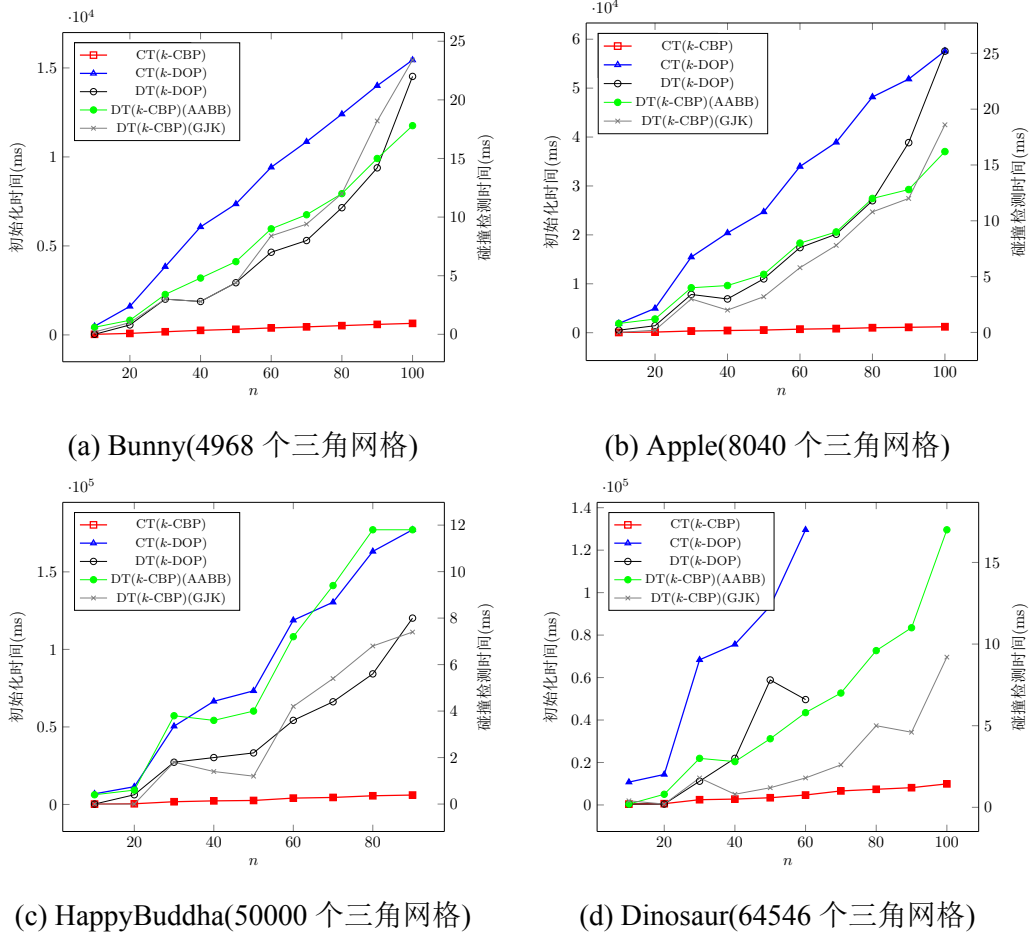 ·10⁴
初始化时间(ms)
1.5
1
0.5
0
CT(k-CBP)
CT(k-DOP)
DT(k-DOP)
DT(k-CBP)(AABB)
DT(k-CBP)(GJK)
25
20
15
10
5
0
碰撞检测时间(ms)
20 40 60 80 100
n
(a) Bunny(4968 个三角网格)
·10⁴
初始化时间(ms)
6
5
4
3
2
1
0
CT(k-CBP)
CT(k-DOP)
DT(k-DOP)
DT(k-CBP)(AABB)
DT(k-CBP)(GJK)
25
20
15
10
5
0
碰撞检测时间(ms)
20 40 60 80 100
n
(b) Apple(8040 个三角网格)
·10⁵
初始化时间(ms)
1.5
1
0.5
0
CT(k-CBP)
CT(k-DOP)
DT(k-DOP)
DT(k-CBP)(AABB)
DT(k-CBP)(GJK)
12
10
8
6
4
2
0
碰撞检测时间(ms)
20 40 60 80
n
(c) HappyBuddha(50000 个三角网格)
·10⁵
初始化时间(ms)
1.4
1.2
1
0.8
0.6
0.4
0.2
0
CT(k-CBP)
CT(k-DOP)
DT(k-DOP)
DT(k-CBP)(AABB)
DT(k-CBP)(GJK)
15
10
5
0
碰撞检测时间(ms)
20 40 60 80 100
n
(d) Dinosaur(64546 个三角网格)